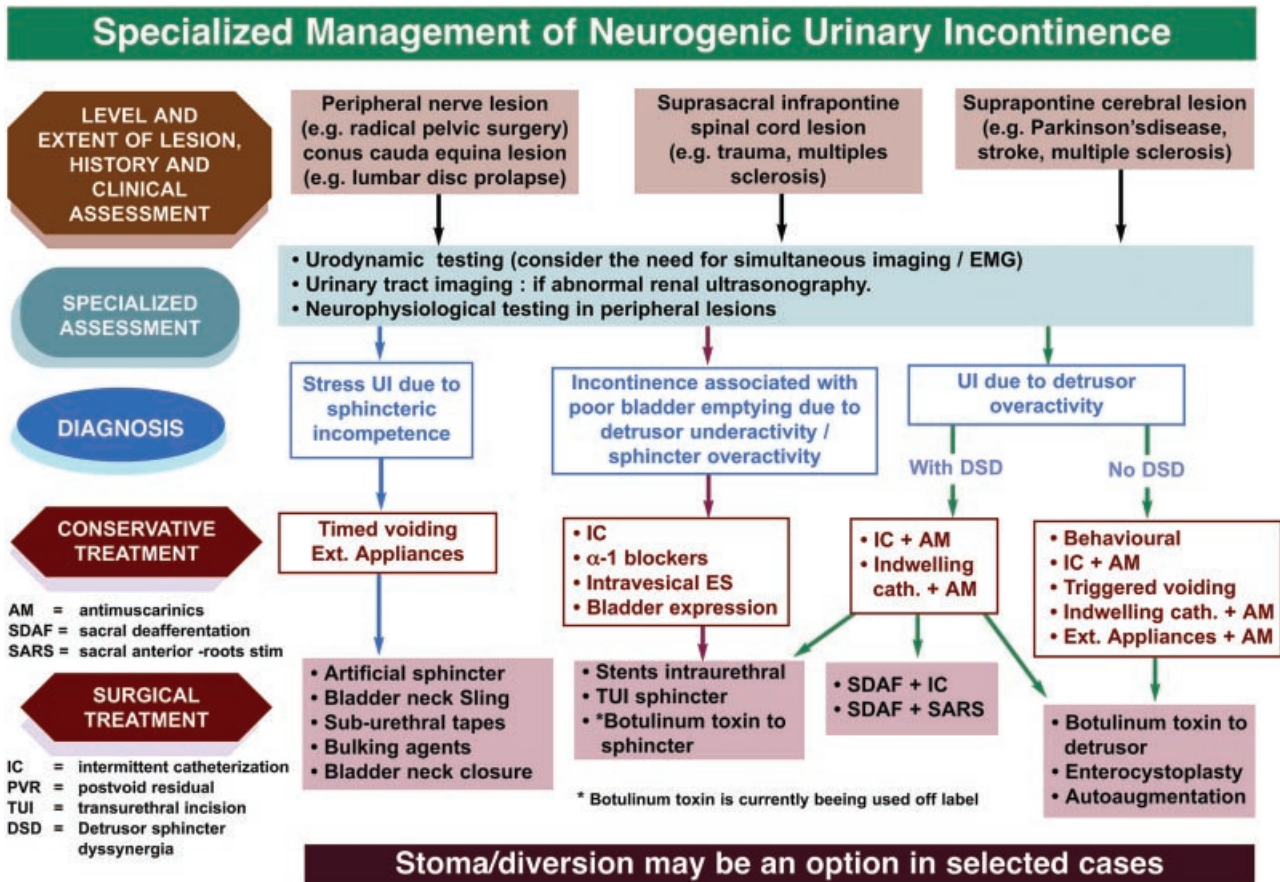 Specialized Management of Neurogenic Urinary Incontinence
LEVEL AND
EXTENT OF LESION,
HISTORY AND
CLINICAL
ASSESSMENT
Peripheral nerve lesion
(e.g. radical pelvic surgery)
conus cauda equina lesion
(e.g. lumbar disc prolapse)
Suprasacral infrapontine
spinal cord lesion
(e.g. trauma, multiples
sclerosis)
Suprapontine cerebral lesion
(e.g. Parkinson'sdisease,
stroke, multiple sclerosis)
SPECIALIZED
ASSESSMENT
• Urodynamic testing (consider the need for simultaneous imaging / EMG)
• Urinary tract imaging : if abnormal renal ultrasonography.
• Neurophysiological testing in peripheral lesions
DIAGNOSIS
Stress UI due to
sphincteric
incompetence
Incontinence associated with
poor bladder emptying due to
detrusor underactivity /
sphincter overactivity
UI due to detrusor
overactivity
With DSD
No DSD
CONSERVATIVE
TREATMENT
Timed voiding
Ext. Appliances
• IC
• α-1 blockers
• Intravesical ES
• Bladder expression
• IC + AM
• Indwelling
cath. + AM
• Behavioural
• IC + AM
• Triggered voiding
• Indwelling cath. + AM
• Ext. Appliances + AM
AM = antimuscarinics
SDAF = sacral deafferentation
SARS = sacral anterior -roots stim
SURGICAL
TREATMENT
• Artificial sphincter
• Bladder neck Sling
• Sub-urethral tapes
• Bulking agents
• Bladder neck closure
• Stents intraurethral
• TUI sphincter
• *Botulinum toxin to
sphincter
• SDAF + IC
• SDAF + SARS
• Botulinum toxin to
detrusor
• Enterocystoplasty
• Autoaugmentation
IC = intermittent catheterization
PVR = postvoid residual
TUI = transurethral incision
DSD = Detrusor sphincter
dyssynergia
* Botulinum toxin is currently beeing used off label
Stoma/diversion may be an option in selected cases